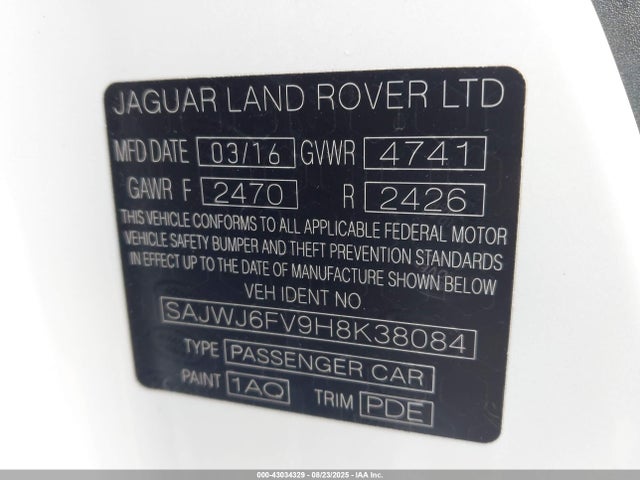 JAGUAR LAND ROVER LTD
MFD DATE 03/16 GVWR 4741
GAWR F 2470 R 2426
THIS VEHICLE CONFORMS TO ALL APPLICABLE FEDERAL MOTOR
VEHICLE SAFETY BUMPER AND THEFT PREVENTION STANDARDS
IN EFFECT UP TO THE DATE OF MANUFACTURE SHOWN BELOW
VEH IDENT NO.
SAJWJ6FV9H8K38084
TYPE PASSENGER CAR
PAINT 1AQ TRIM PDE
000-43034329 - 08/23/2025 - IAA Inc.